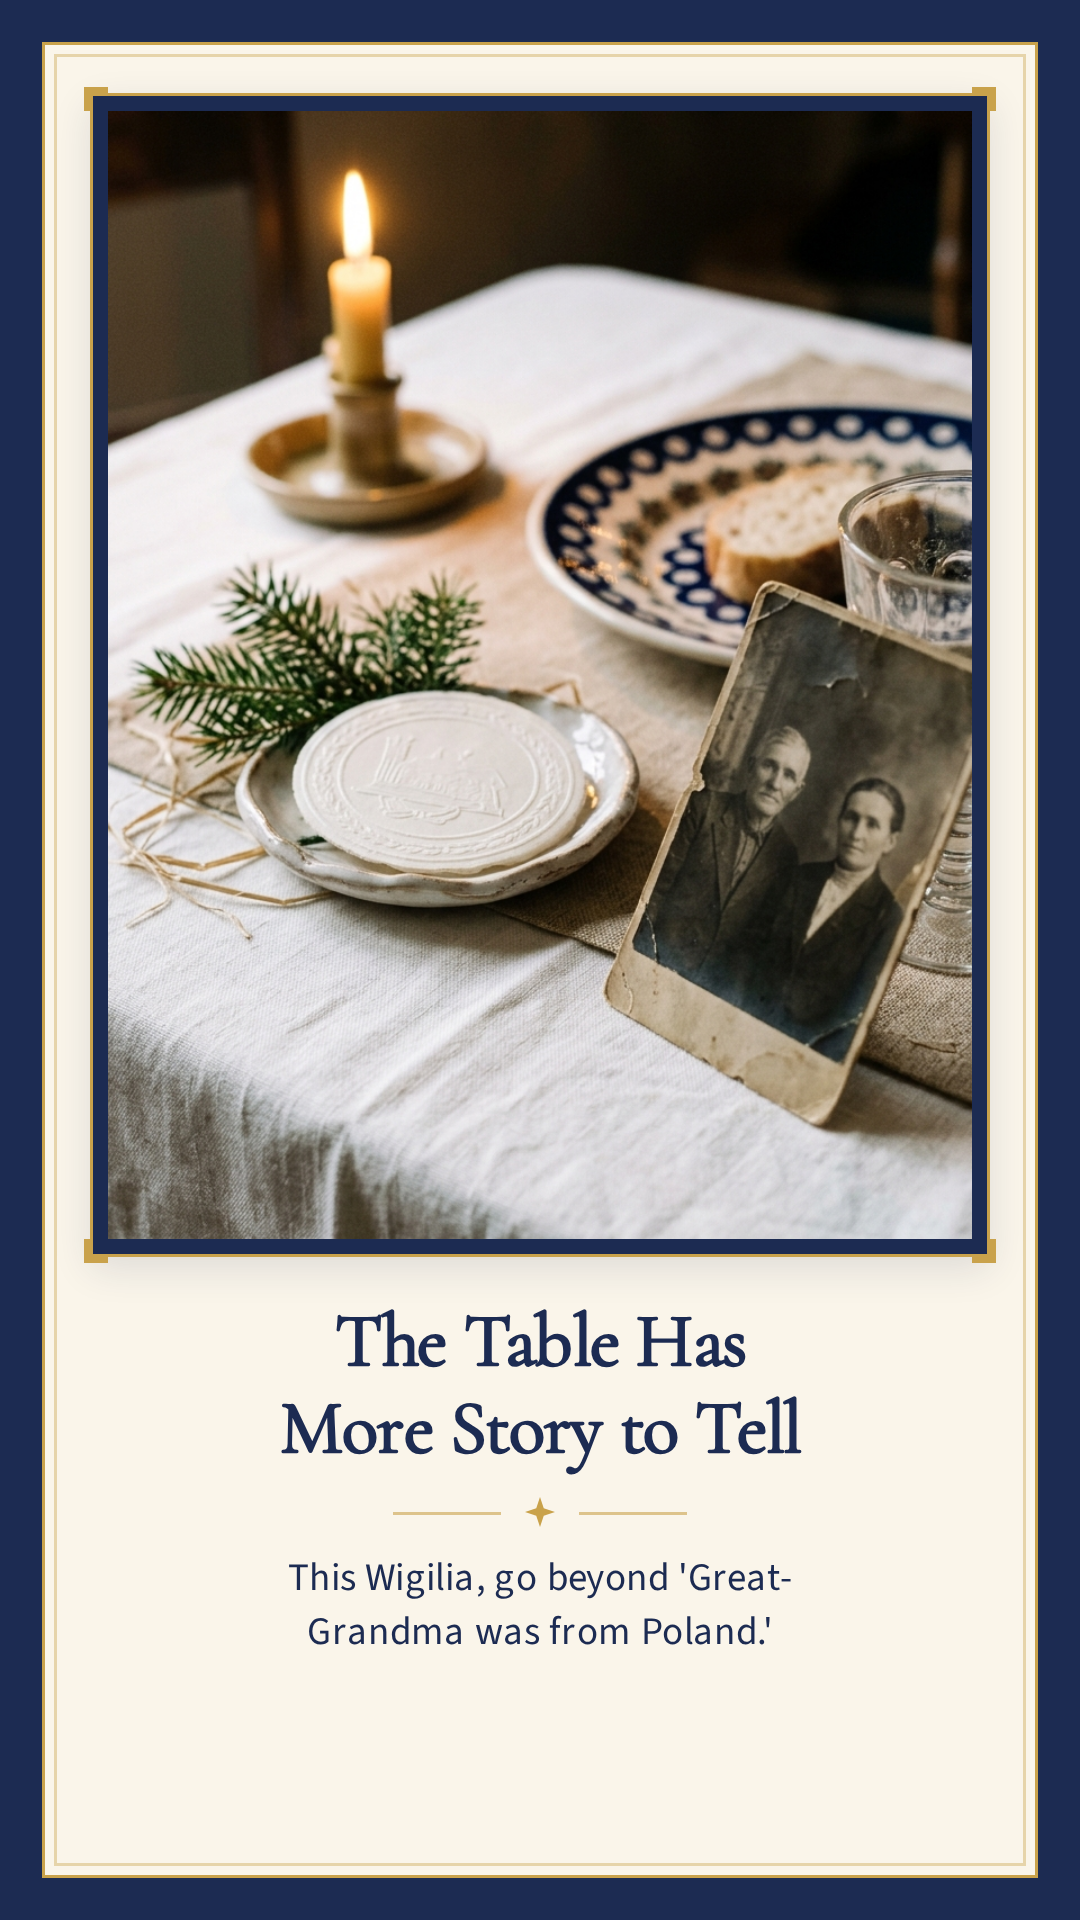 The Table Has
More Story to Tell
This Wigilia, go beyond 'Great-
Grandma was from Poland.'